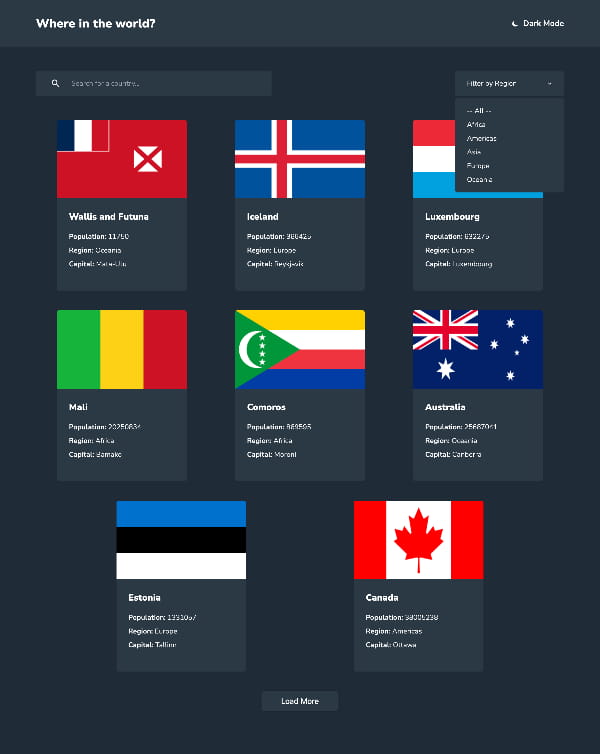 Where in the world?
Dark Mode
Search for a country...
Filter by Region
-- All --
Africa
Americas
Asia
Europe
Oceania
Wallis and Futuna
Population: 11750
Region: Oceania
Capital: Mata-Utu
Iceland
Population: 366425
Region: Europe
Capital: Reykjavik
Luxembourg
Population: 632275
Region: Europe
Capital: Luxembourg
Mali
Population: 20250834
Region: Africa
Capital: Bamako
Comoros
Population: 869595
Region: Africa
Capital: Moroni
Australia
Population: 25687041
Region: Oceania
Capital: Canberra
Estonia
Population: 1331057
Region: Europe
Capital: Tallinn
Canada
Population: 38005238
Region: Americas
Capital: Ottawa
Load More